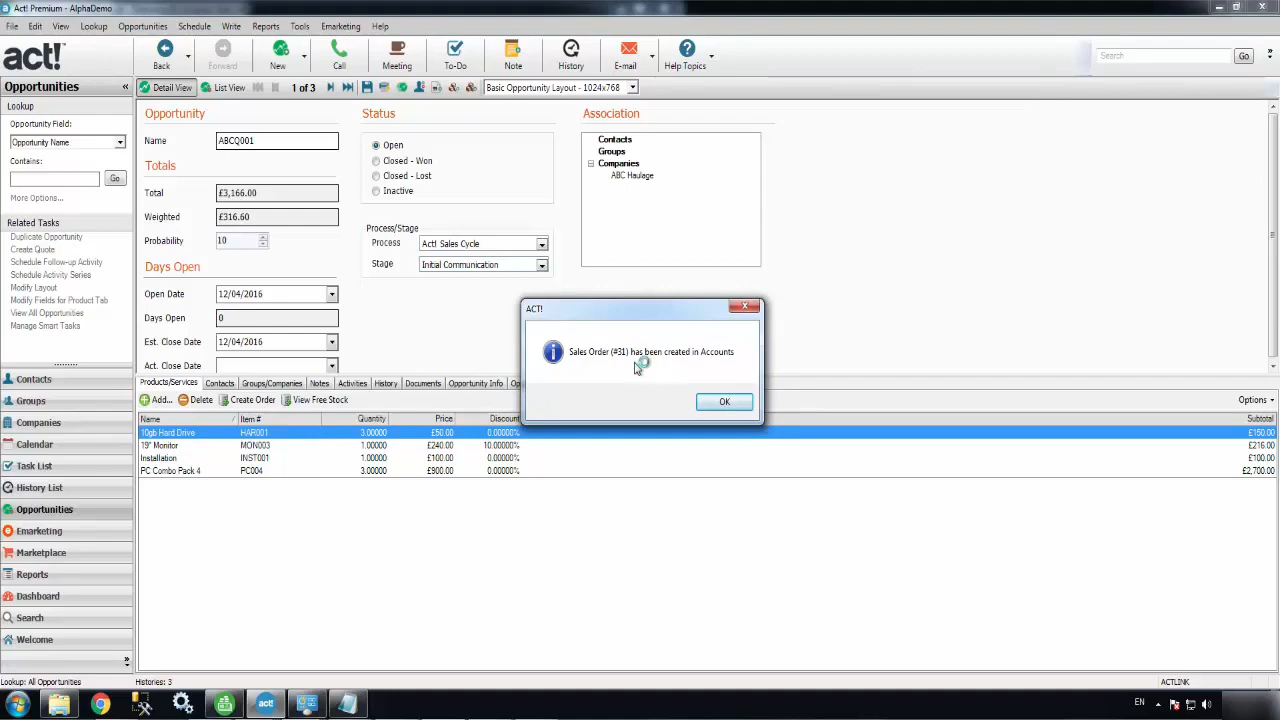 Act! Premium - AlphaDemo
File Edit View Lookup Opportunities Schedule Write Reports Tools Emarketing Help
act!
Back Forward New Call Meeting To-Do Note History E-mail Help Topics Search Go
Opportunities «
Detail View List View 1 of 3 Basic Opportunity Layout - 1024x768
Lookup
Opportunity Field:
Opportunity Name
Contains:
Go
More Options...
Related Tasks
Duplicate Opportunity
Create Quote
Schedule Follow-up Activity
Schedule Activity Series
Modify Layout
Modify Fields for Product Tab
View All Opportunities
Manage Smart Tasks
Contacts
Groups
Companies
Calendar
Task List
History List
Opportunities
Emarketing
Marketplace
Reports
Dashboard
Search
Welcome
»
Opportunity
Name ABCQ001
Totals
Total £3,166.00
Weighted £316.60
Probability 10
Days Open
Open Date 12/04/2016
Days Open 0
Est. Close Date 12/04/2016
Act. Close Date
Status
Open
Closed - Won
Closed - Lost
Inactive
Process/Stage
Process Act! Sales Cycle
Stage Initial Communication
Association
Contacts
Groups
Companies
ABC Haulage
ACT!
Sales Order (#31) has been created in Accounts
OK
Products/Services Contacts Groups/Companies Notes Activities History Documents Opportunity Info Op
Add... Delete Create Order View Free Stock Options
Name Item # Quantity Price Discount Subtotal
10gb Hard Drive HAR001 3.00000 £50.00 0.00000% £150.00
19" Monitor MON003 1.00000 £240.00 10.00000% £216.00
Installation INST001 1.00000 £100.00 0.00000% £100.00
PC Combo Pack 4 PC004 3.00000 £900.00 0.00000% £2,700.00
Lookup: All Opportunities Histories: 3 ACTLINK
act! EN